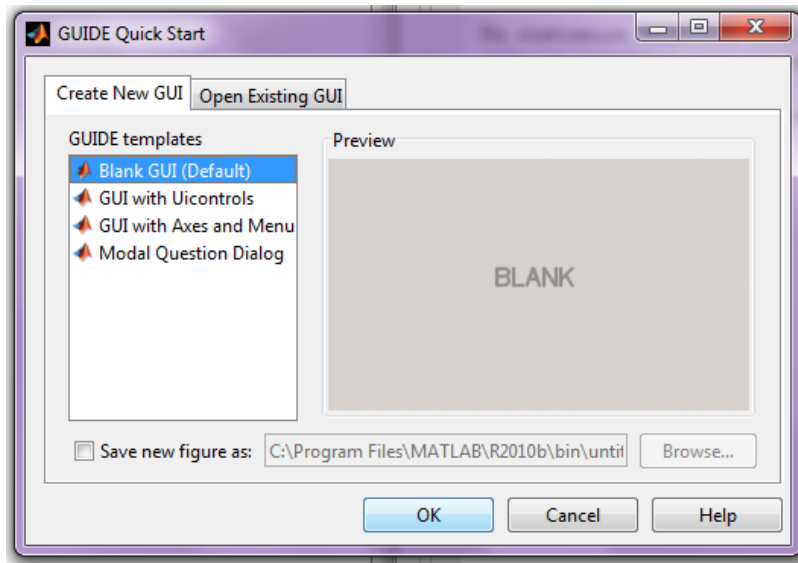 GUIDE Quick Start
Create New GUI
Open Existing GUI
GUIDE templates
Blank GUI (Default)
GUI with Uicontrols
GUI with Axes and Menu
Modal Question Dialog
Preview
BLANK
Save new figure as:
C:\Program Files\MATLAB\R2010b\bin\untit
Browse...
OK
Cancel
Help